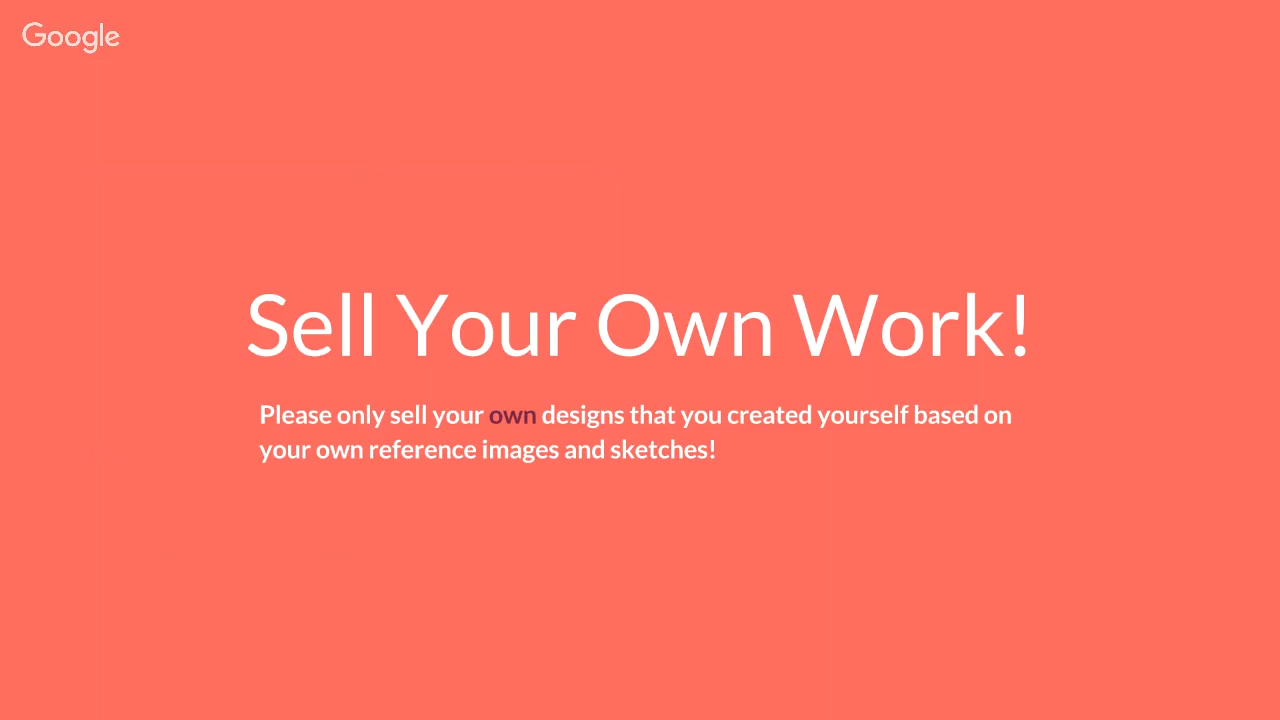 Google
Sell Your Own Work!
Please only sell your own designs that you created yourself based on
your own reference images and sketches!